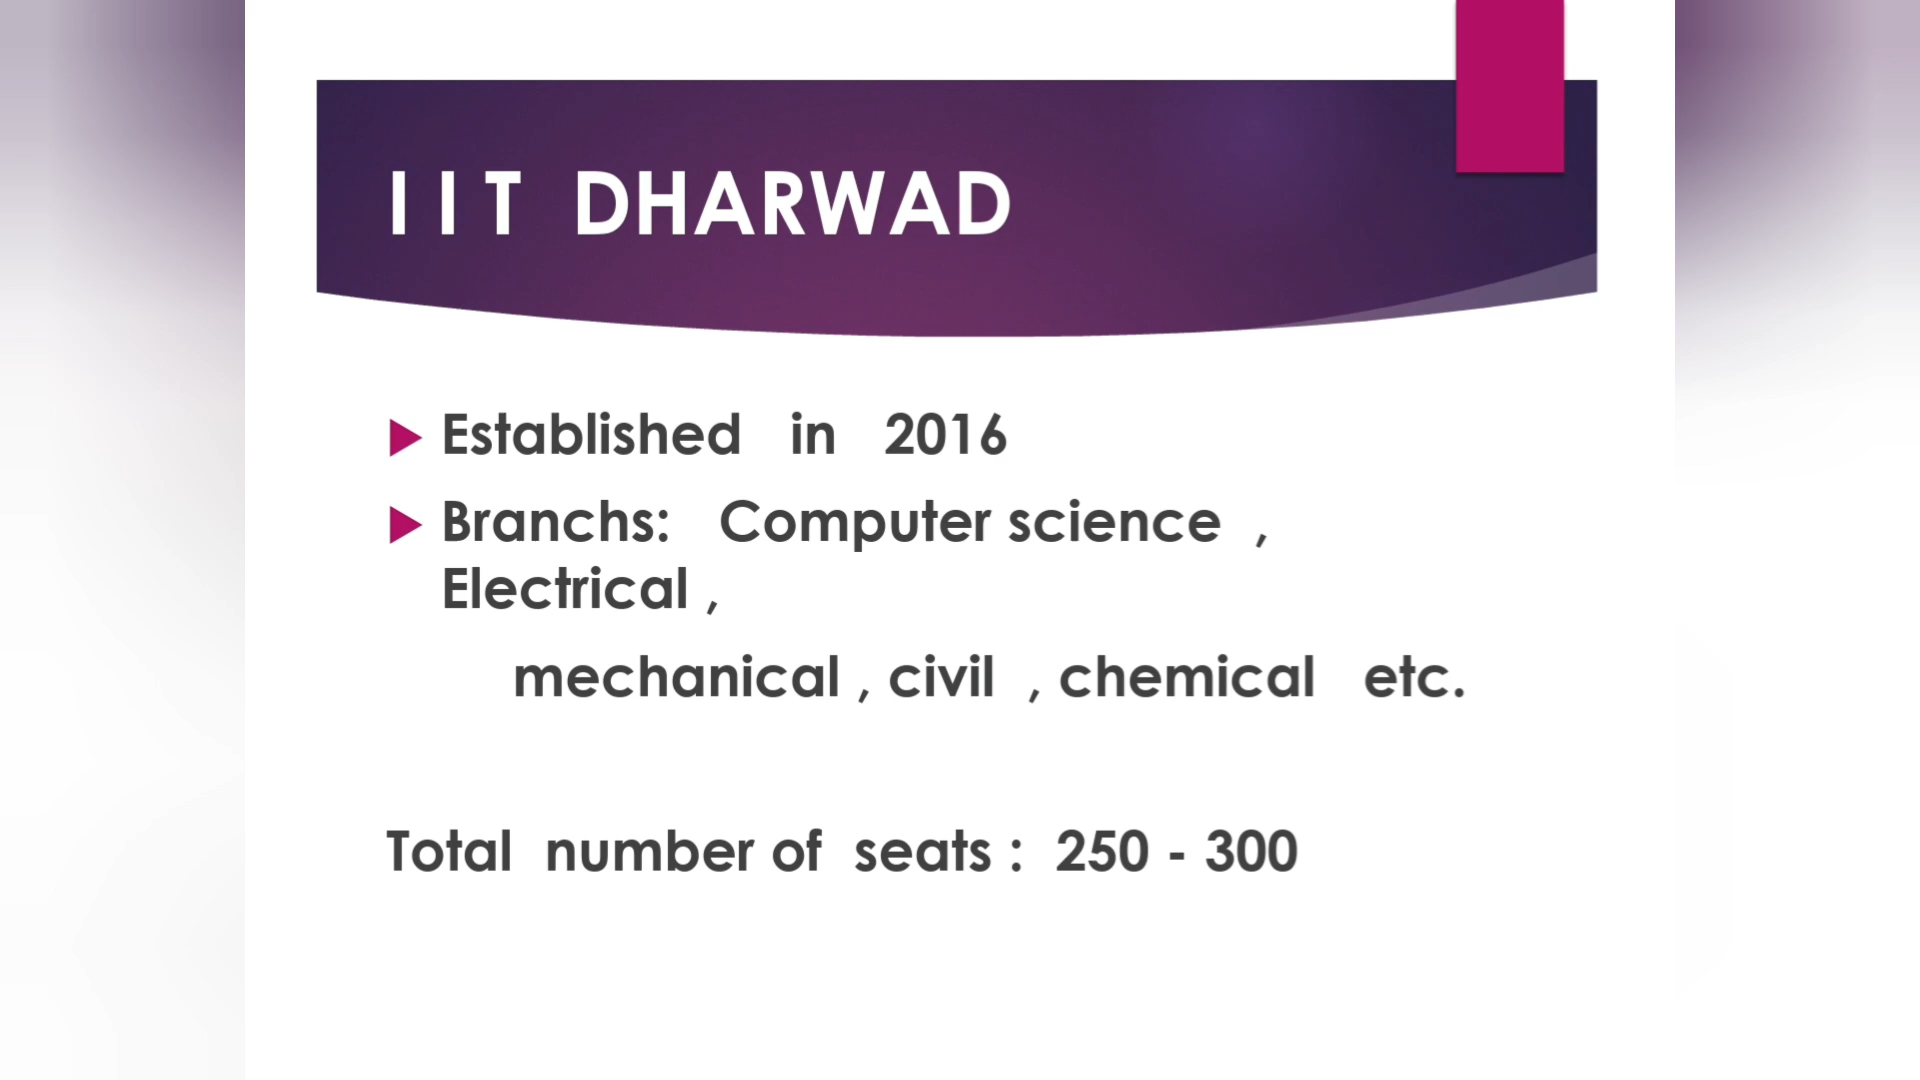 I I T DHARWAD
Established in 2016
Branchs: Computer science ,
Electrical ,
mechanical , civil , chemical etc.
Total number of seats : 250 - 300